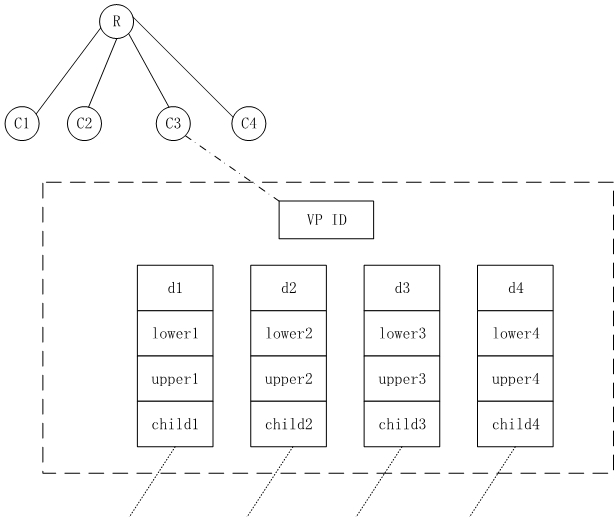 R
C1 C2 C3 C4
VP ID
d1 d2 d3 d4
lower1 lower2 lower3 lower4
upper1 upper2 upper3 upper4
child1 child2 child3 child4